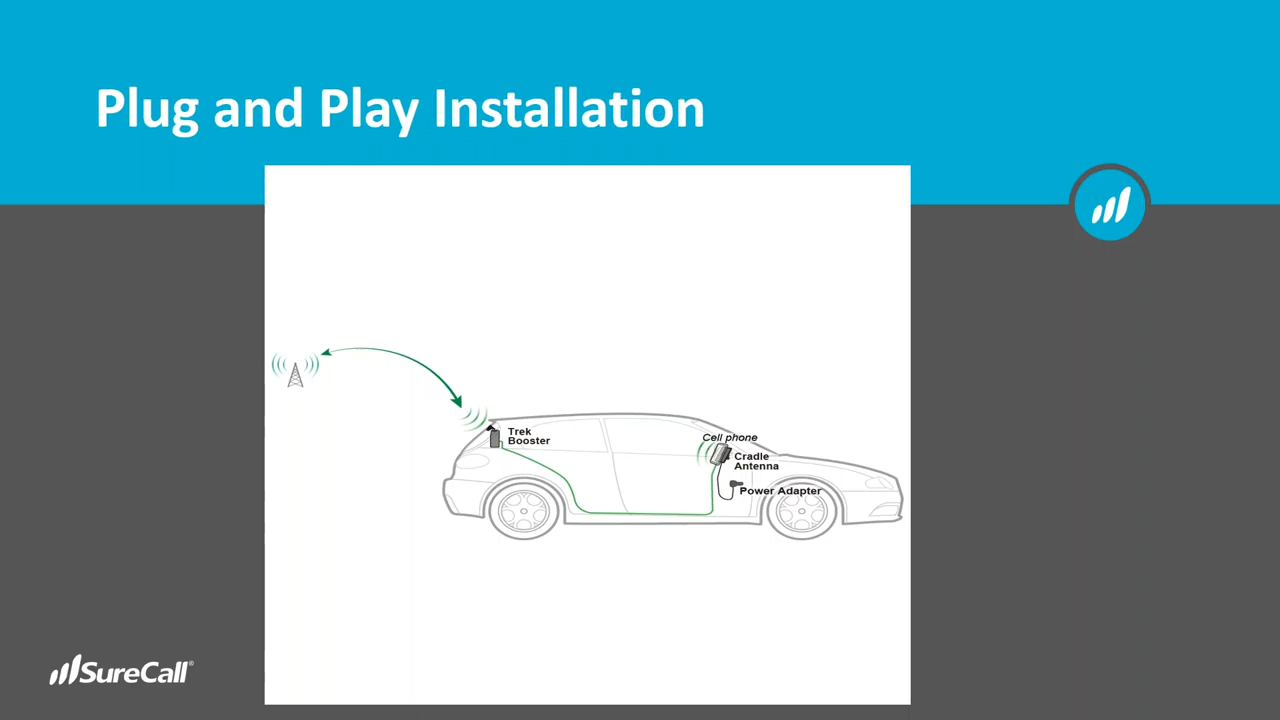 Plug and Play Installation
Trek
Booster
Cell phone
Cradle
Antenna
Power Adapter
SureCall®